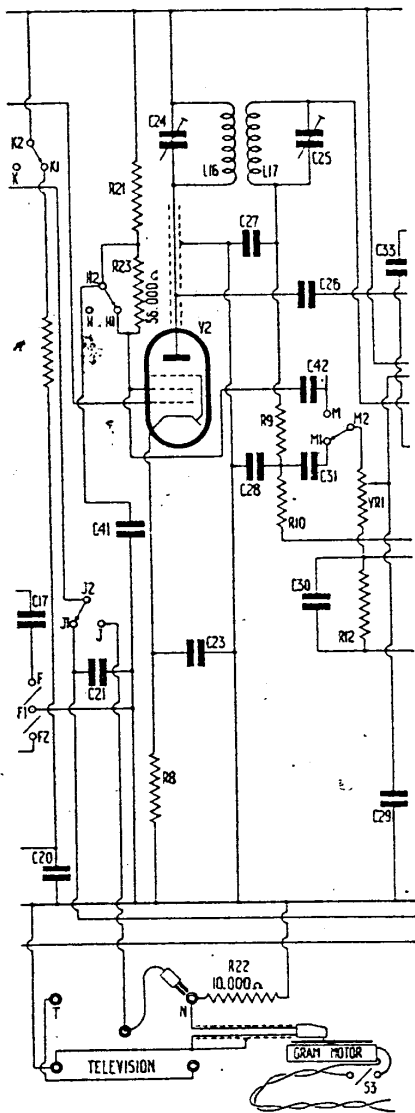 C24
L16
L17
C25
K2
K1
K
R21
C27
R23
56.000Ω
H2
H
H1
V2
C26
C33
C42
M
M1
M2
R9
C28
C31
VR1
R10
C41
C30
R12
C17
J2
J1
J
C21
C23
F
F1
F2
R8
C29
C20
R22
10.000Ω
T
N
TELEVISION
GRAM MOTOR
S3